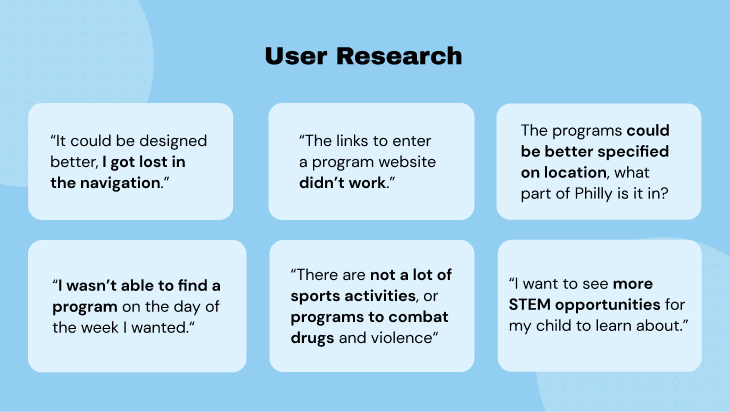 User Research
“It could be designed
better, I got lost in
the navigation.”
“The links to enter
a program website
didn’t work.”
The programs could
be better specified
on location, what
part of Philly is it in?
“I wasn’t able to find a
program on the day of
the week I wanted.“
“There are not a lot of
sports activities, or
programs to combat
drugs and violence“
“I want to see more
STEM opportunities for
my child to learn about.”